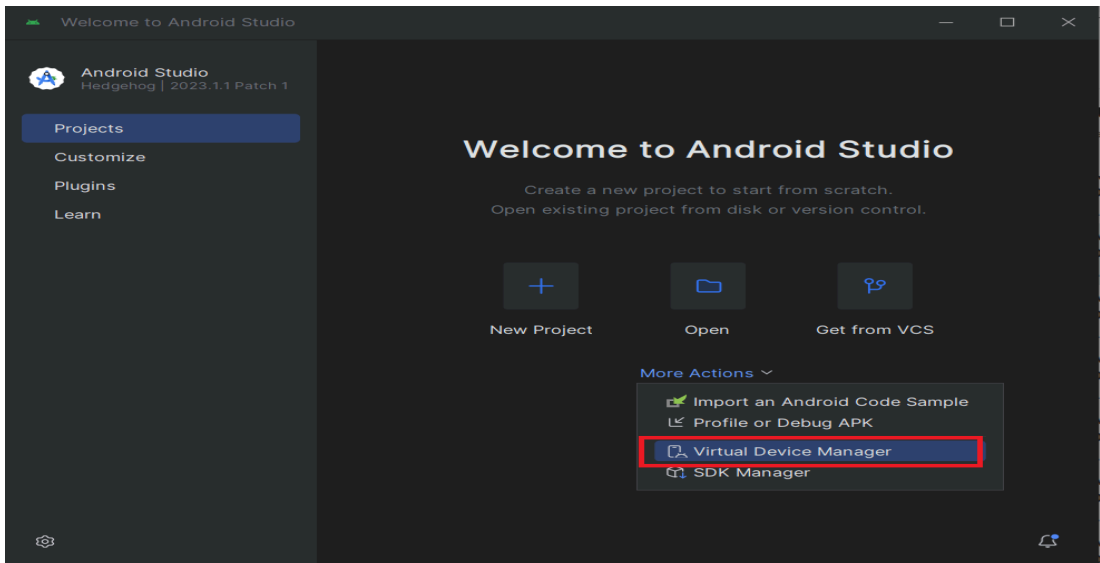 Welcome to Android Studio
Android Studio
Hedgehog | 2023.1.1 Patch 1
Projects
Customize
Plugins
Learn
Welcome to Android Studio
Create a new project to start from scratch.
Open existing project from disk or version control.
New Project
Open
Get from VCS
More Actions
Import an Android Code Sample
Profile or Debug APK
Virtual Device Manager
SDK Manager